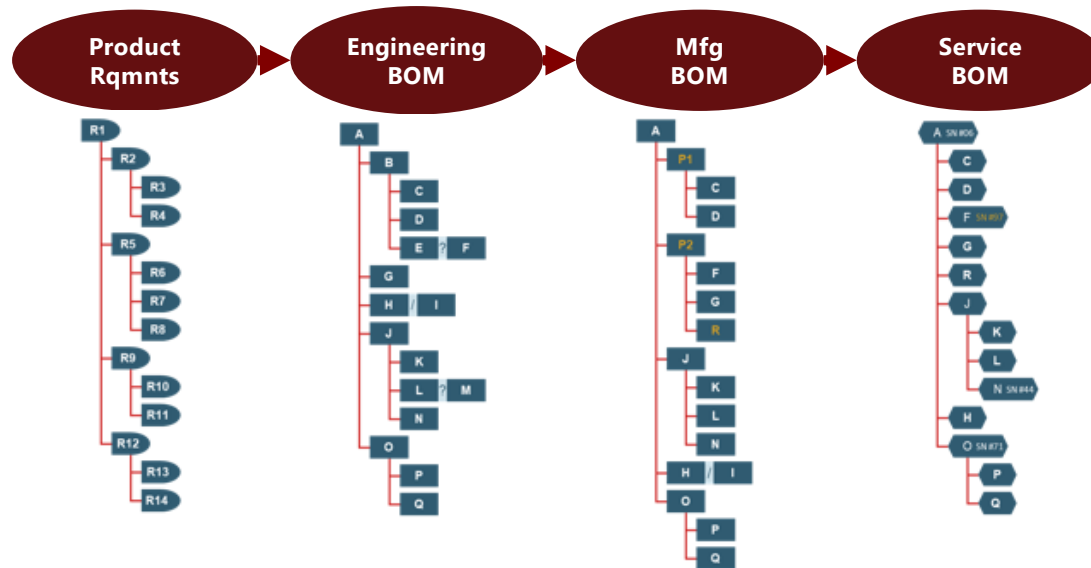 Product
Rqmnts
Engineering
BOM
Mfg
BOM
Service
BOM
R1
R2
R3
R4
R5
R6
R7
R8
R9
R10
R11
R12
R13
R14
A
B
C
D
E ? F
G
H / I
J
K
L ? M
N
O
P
Q
A
P1
C
D
P2
F
G
R
J
K
L
N
H / I
O
P
Q
A SN #06
C
D
F SN #97
G
R
J
K
L
N SN #44
H
O SN #71
P
Q